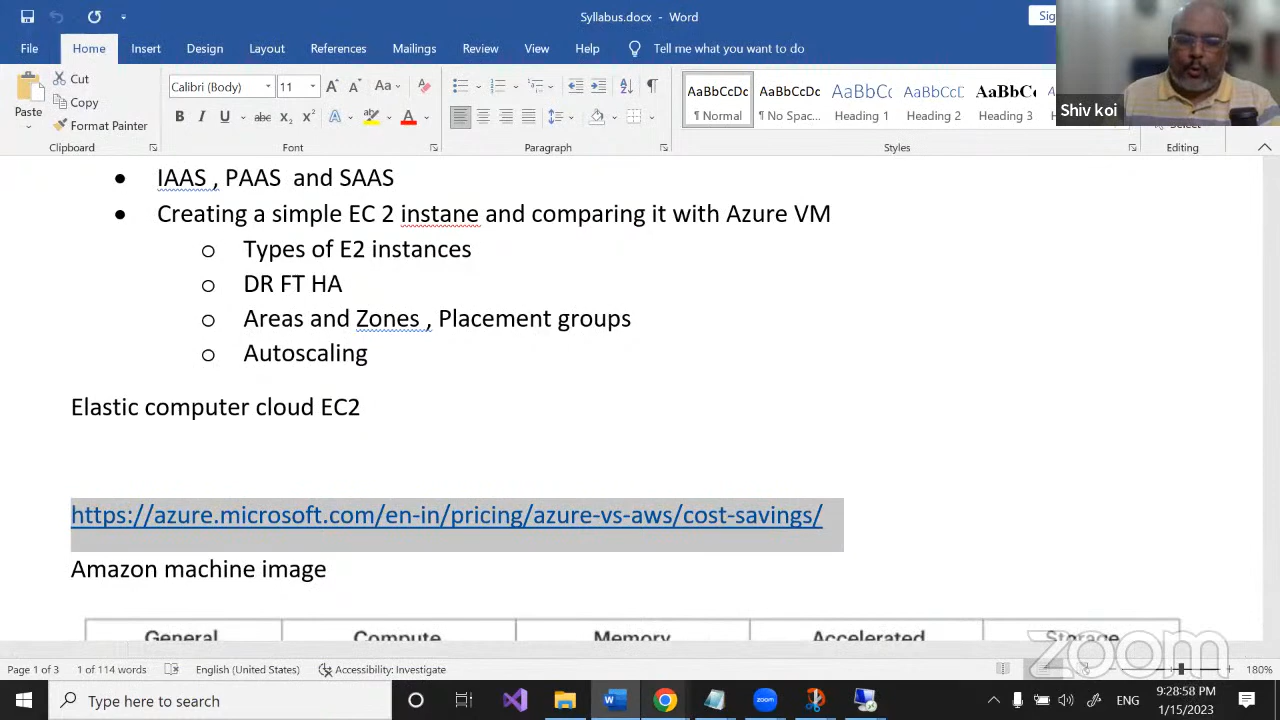 Syllabus.docx - Word
Sig
File Home Insert Design Layout References Mailings Review View Help Tell me what you want to do
Paste
Cut
Copy
Format Painter
Clipboard
Calibri (Body) 11
Font
Paragraph
AaBbCcDc AaBbCcDc AaBbCc AaBbCcD AaBbCc
¶ Normal ¶ No Spac... Heading 1 Heading 2 Heading 3
Styles
Editing
Shiv koi
• IAAS , PAAS and SAAS
• Creating a simple EC 2 instane and comparing it with Azure VM
o Types of E2 instances
o DR FT HA
o Areas and Zones , Placement groups
o Autoscaling
Elastic computer cloud EC2
https://azure.microsoft.com/en-in/pricing/azure-vs-aws/cost-savings/
Amazon machine image
General Compute Memory Accelerated Storage
zoom
Page 1 of 3 1 of 114 words English (United States) Accessibility: Investigate 180%
Type here to search
ENG
9:28:58 PM
1/15/2023